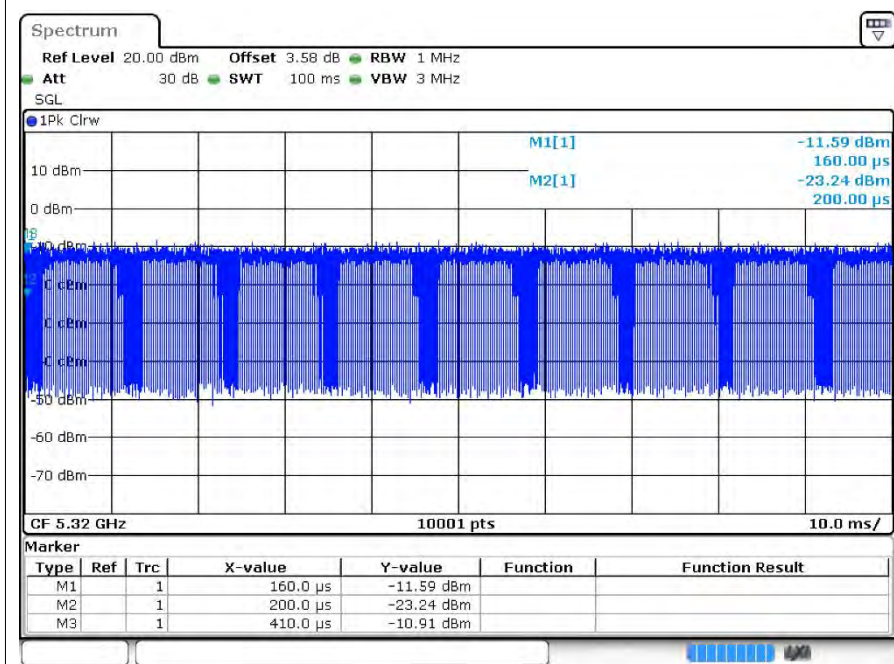 Spectrum
Ref Level 20.00 dBm Offset 3.58 dB RBW 1 MHz
Att 30 dB SWT 100 ms VBW 3 MHz
SGL
1Pk Clrw
M1[1] -11.59 dBm
160.00 µs
10 dBm
M2[1] -23.24 dBm
200.00 µs
0 dBm
-50 dBm
-60 dBm
-70 dBm
CF 5.32 GHz 10001 pts 10.0 ms/
Marker
Type Ref Trc X-value Y-value Function Function Result
M1 1 160.0 µs -11.59 dBm
M2 1 200.0 µs -23.24 dBm
M3 1 410.0 µs -10.91 dBm